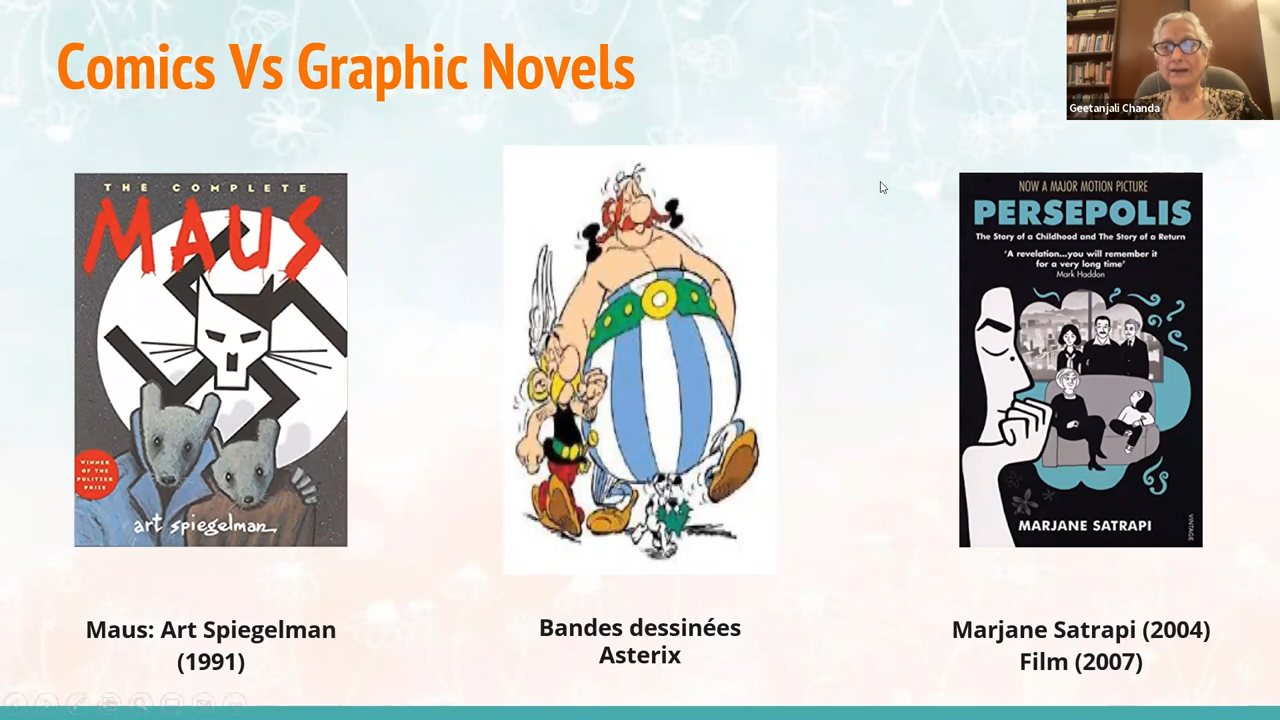 Comics Vs Graphic Novels
Geetanjali Chanda
THE COMPLETE
MAUS
WINNER
OF THE
PULITZER
PRIZE
art spiegelman
NOW A MAJOR MOTION PICTURE
PERSEPOLIS
The Story of a Childhood and The Story of a Return
'A revelation...you will remember it
for a very long time'
Mark Haddon
MARJANE SATRAPI
VINTAGE
Maus: Art Spiegelman
(1991)
Bandes dessinées
Asterix
Marjane Satrapi (2004)
Film (2007)